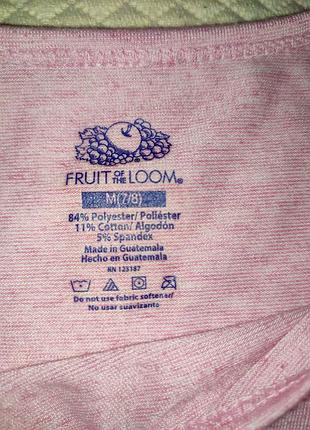 FRUIT OF THE LOOM®
M(7/8)
84% Polyester/ Poliéster
11% Cotton/ Algodón
5% Spandex
Made in Guatemala
Hecho en Guatemala
RN 123187
Do not use fabric softener/
No usar suavizante